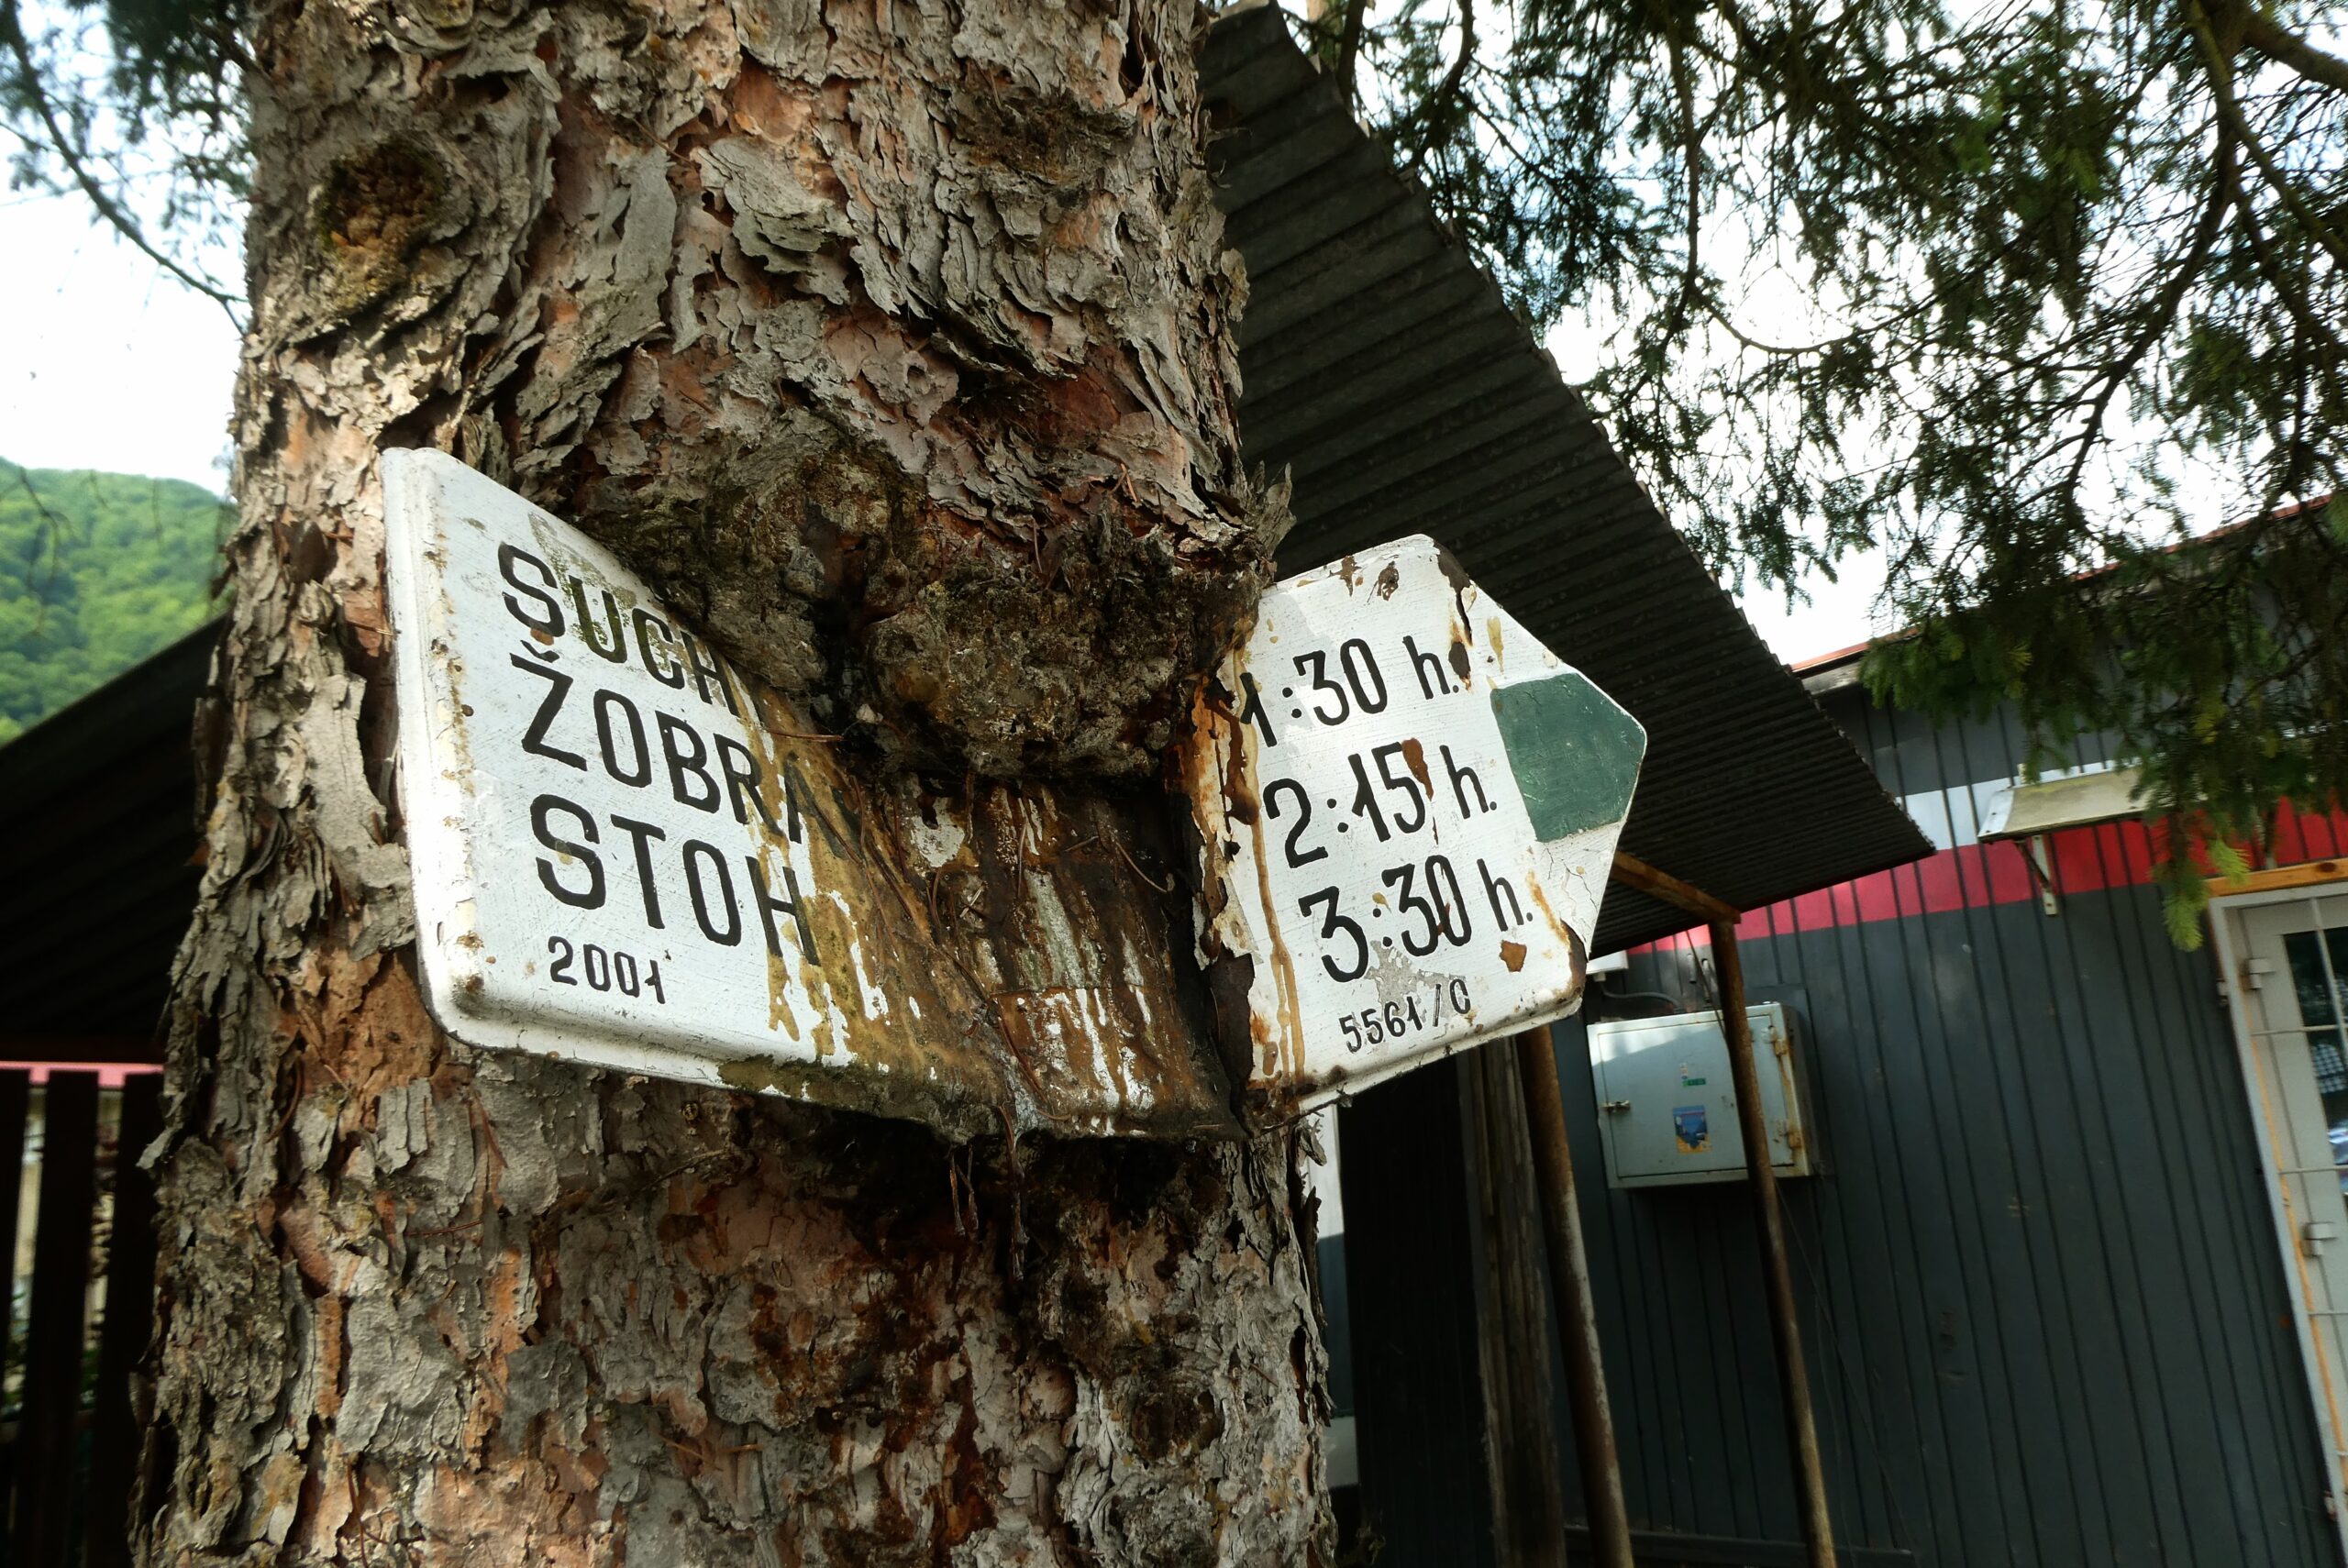 SUCH 1:30 h.
ŽOBRA 2:15 h.
STOH 3:30 h.
2001 5561/C